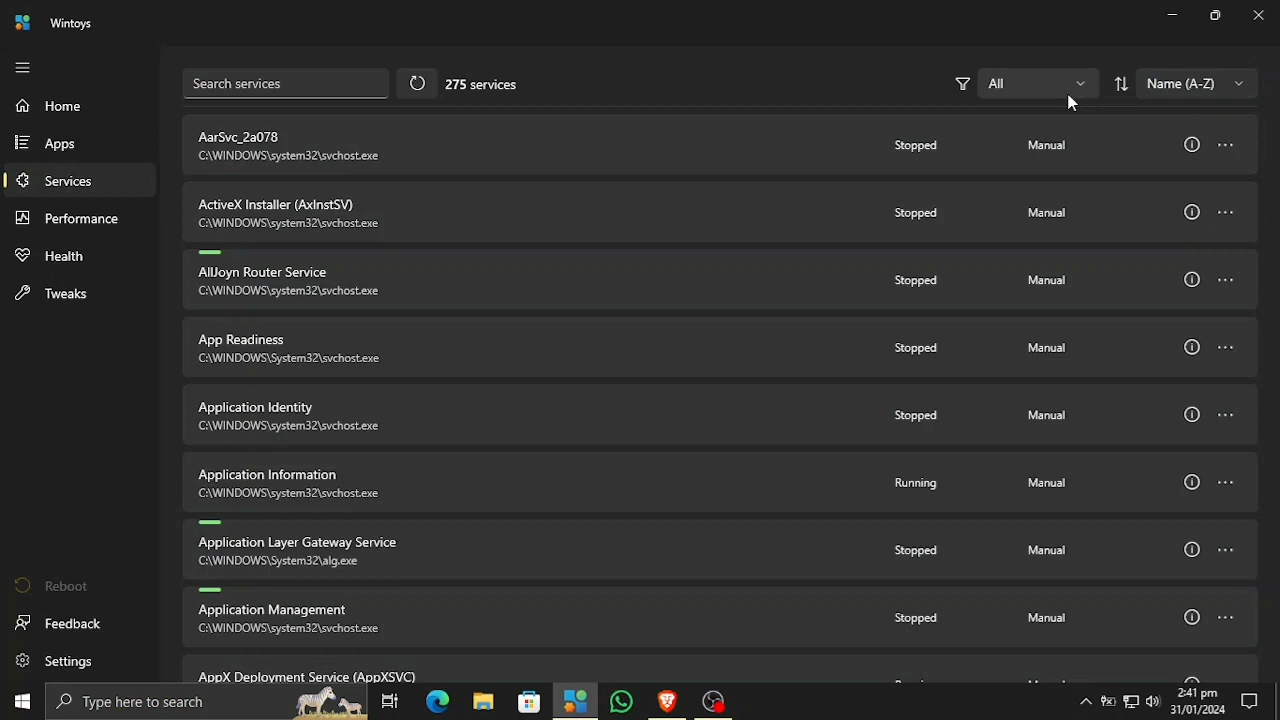 Wintoys
Search services
275 services
All
Name (A-Z)
Home
Apps
Services
Performance
Health
Tweaks
Reboot
Feedback
Settings
AarSvc_2a078
C:\WINDOWS\system32\svchost.exe
Stopped
Manual
ActiveX Installer (AxInstSV)
C:\WINDOWS\system32\svchost.exe
Stopped
Manual
AllJoyn Router Service
C:\WINDOWS\system32\svchost.exe
Stopped
Manual
App Readiness
C:\WINDOWS\System32\svchost.exe
Stopped
Manual
Application Identity
C:\WINDOWS\system32\svchost.exe
Stopped
Manual
Application Information
C:\WINDOWS\system32\svchost.exe
Running
Manual
Application Layer Gateway Service
C:\WINDOWS\System32\alg.exe
Stopped
Manual
Application Management
C:\WINDOWS\system32\svchost.exe
Stopped
Manual
AppX Deployment Service (AppXSVC)
Type here to search
2:41 pm
31/01/2024